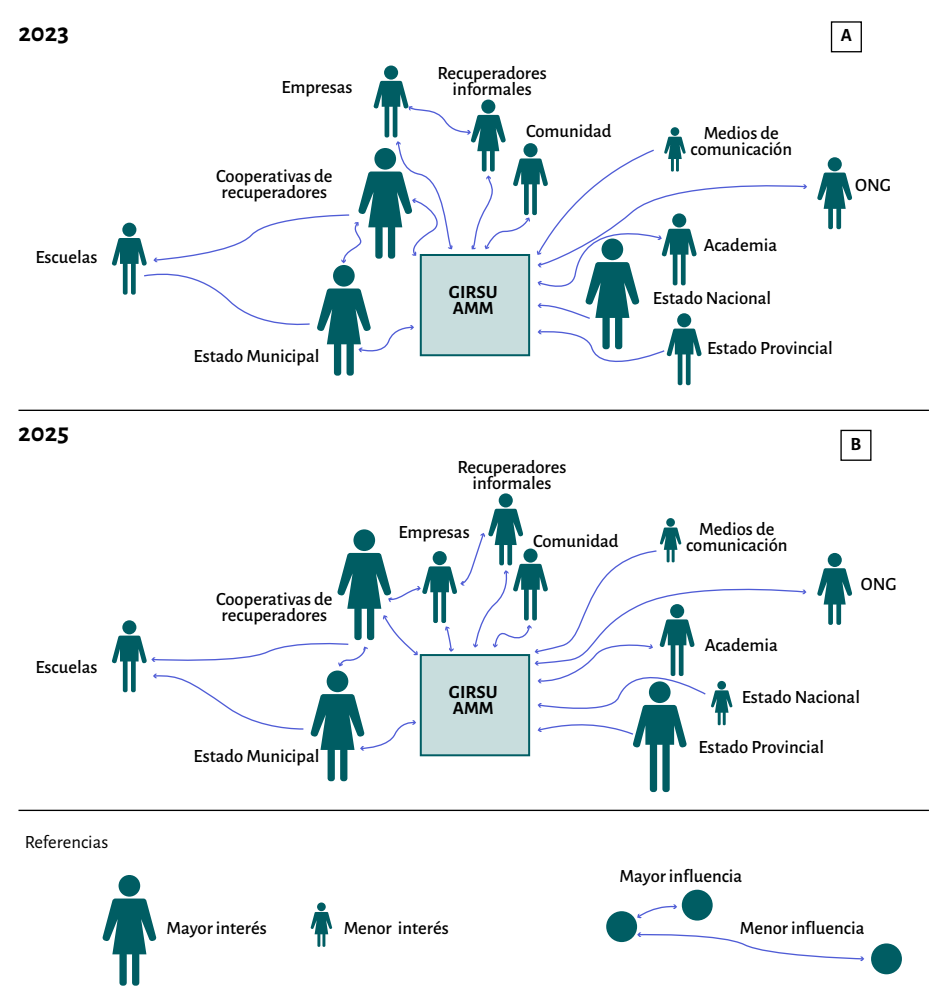 2023
A
Empresas
Recuperadores
informales
Comunidad
Medios de
comunicación
Cooperativas de
recuperadores
ONG
Escuelas
Academia
GIRSU
AMM
Estado Nacional
Estado Municipal
Estado Provincial
2025
B
Recuperadores
informales
Empresas
Comunidad
Medios de
comunicación
Cooperativas de
recuperadores
ONG
Escuelas
Academia
GIRSU
AMM
Estado Nacional
Estado Municipal
Estado Provincial
Referencias
Mayor interés
Menor interés
Mayor influencia
Menor influencia